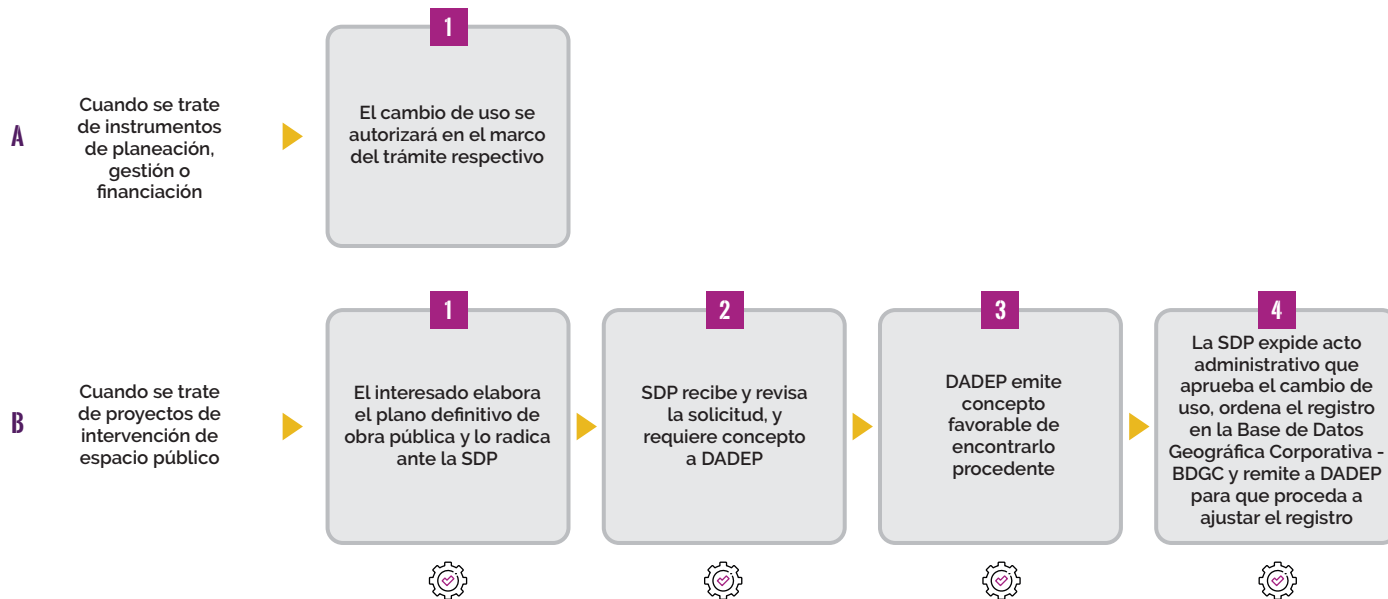 A
Cuando se trate
de instrumentos
de planeación,
gestión o
financiación
1
El cambio de uso se
autorizará en el marco
del trámite respectivo
B
Cuando se trate
de proyectos de
intervención de
espacio público
1
El interesado elabora
el plano definitivo de
obra pública y lo radica
ante la SDP
2
SDP recibe y revisa
la solicitud, y
requiere concepto
a DADEP
3
DADEP emite
concepto
favorable de
encontrarlo
procedente
4
La SDP expide acto
administrativo que
aprueba el cambio de
uso, ordena el registro
en la Base de Datos
Geográfica Corporativa -
BDGC y remite a DADEP
para que proceda a
ajustar el registro